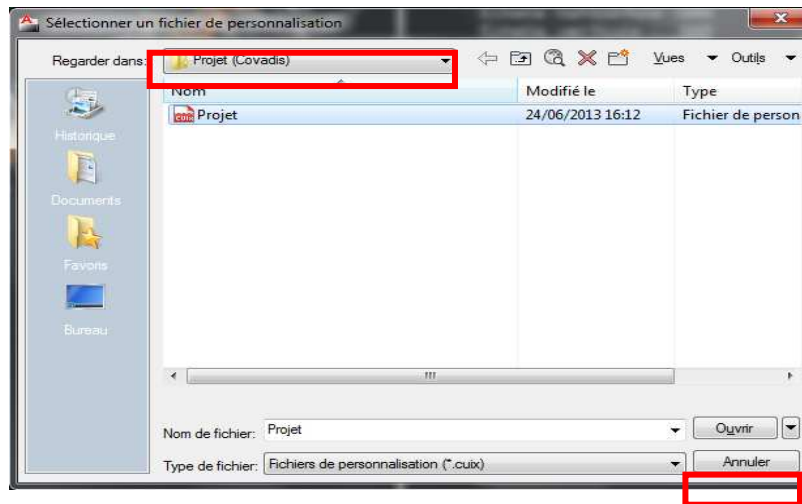 Sélectionner un fichier de personnalisation
Regarder dans: Projet (Covadis) Vues Outils
Nom Modifié le Type
Projet 24/06/2013 16:12 Fichier de person
Historique
Documents
Favoris
Bureau
Nom de fichier: Projet Ouvrir
Type de fichier: Fichiers de personnalisation (*.cuix) Annuler